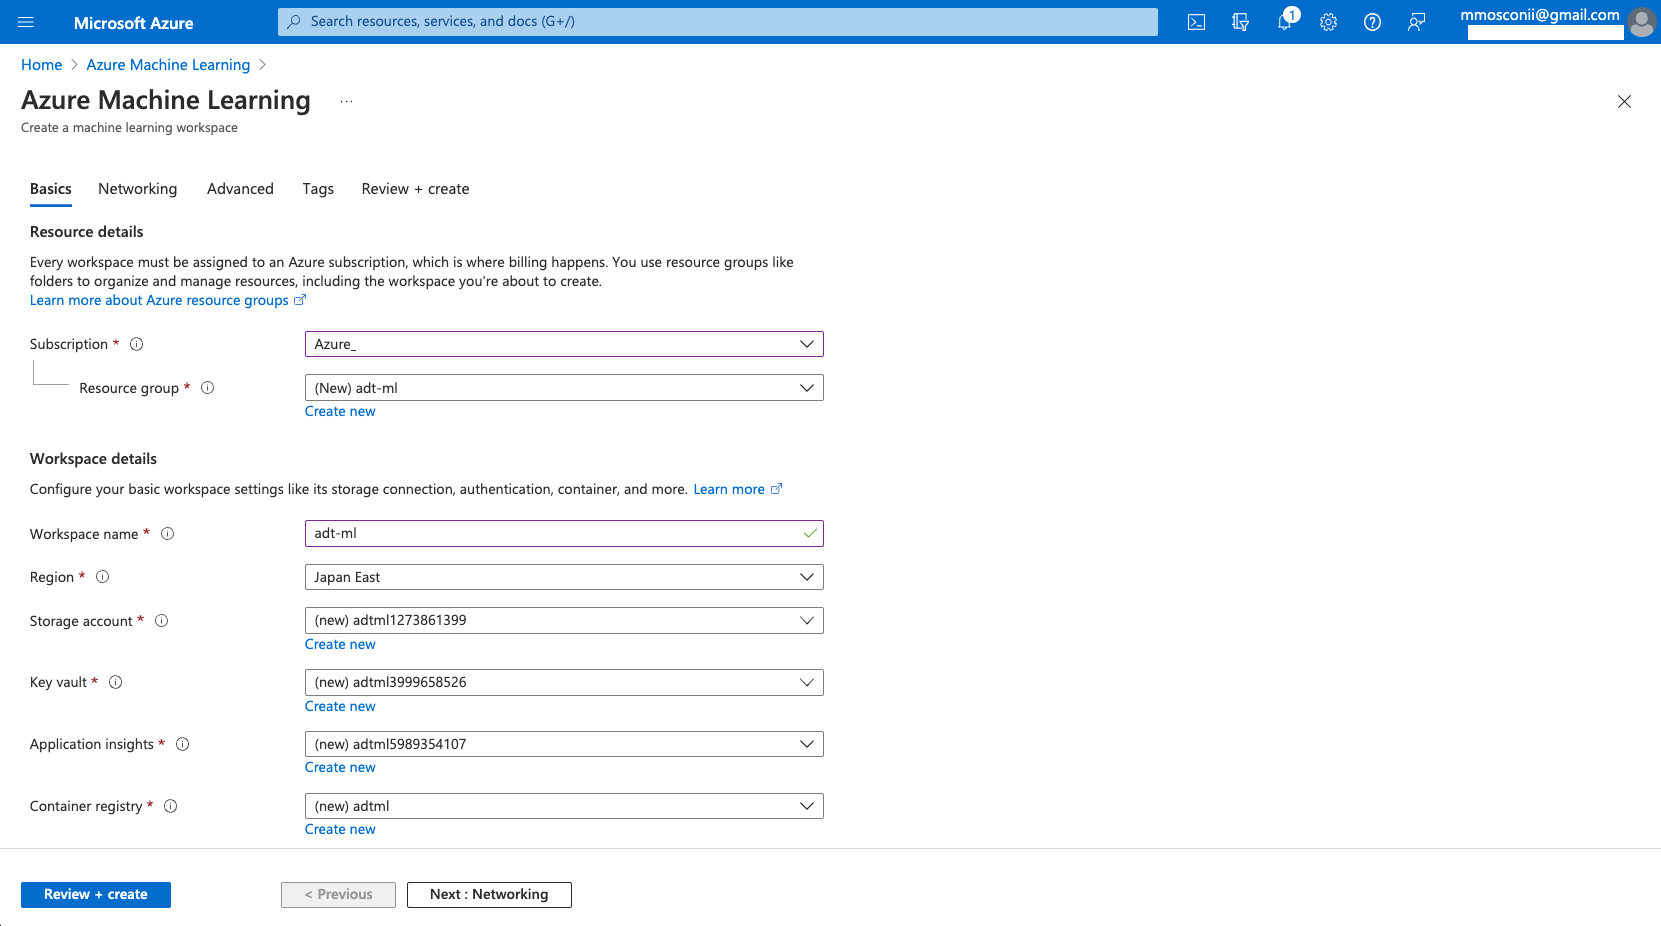 Microsoft Azure
Search resources, services, and docs (G+/)
1
mmosconii@gmail.com
Home > Azure Machine Learning >
Azure Machine Learning ...
Create a machine learning workspace
Basics Networking Advanced Tags Review + create
Resource details
Every workspace must be assigned to an Azure subscription, which is where billing happens. You use resource groups like
folders to organize and manage resources, including the workspace you're about to create.
Learn more about Azure resource groups
Subscription * Azure_
Resource group * (New) adt-ml
Create new
Workspace details
Configure your basic workspace settings like its storage connection, authentication, container, and more. Learn more
Workspace name * adt-ml
Region * Japan East
Storage account * (new) adtml1273861399
Create new
Key vault * (new) adtml3999658526
Create new
Application insights * (new) adtml5989354107
Create new
Container registry * (new) adtml
Create new
Review + create < Previous Next : Networking